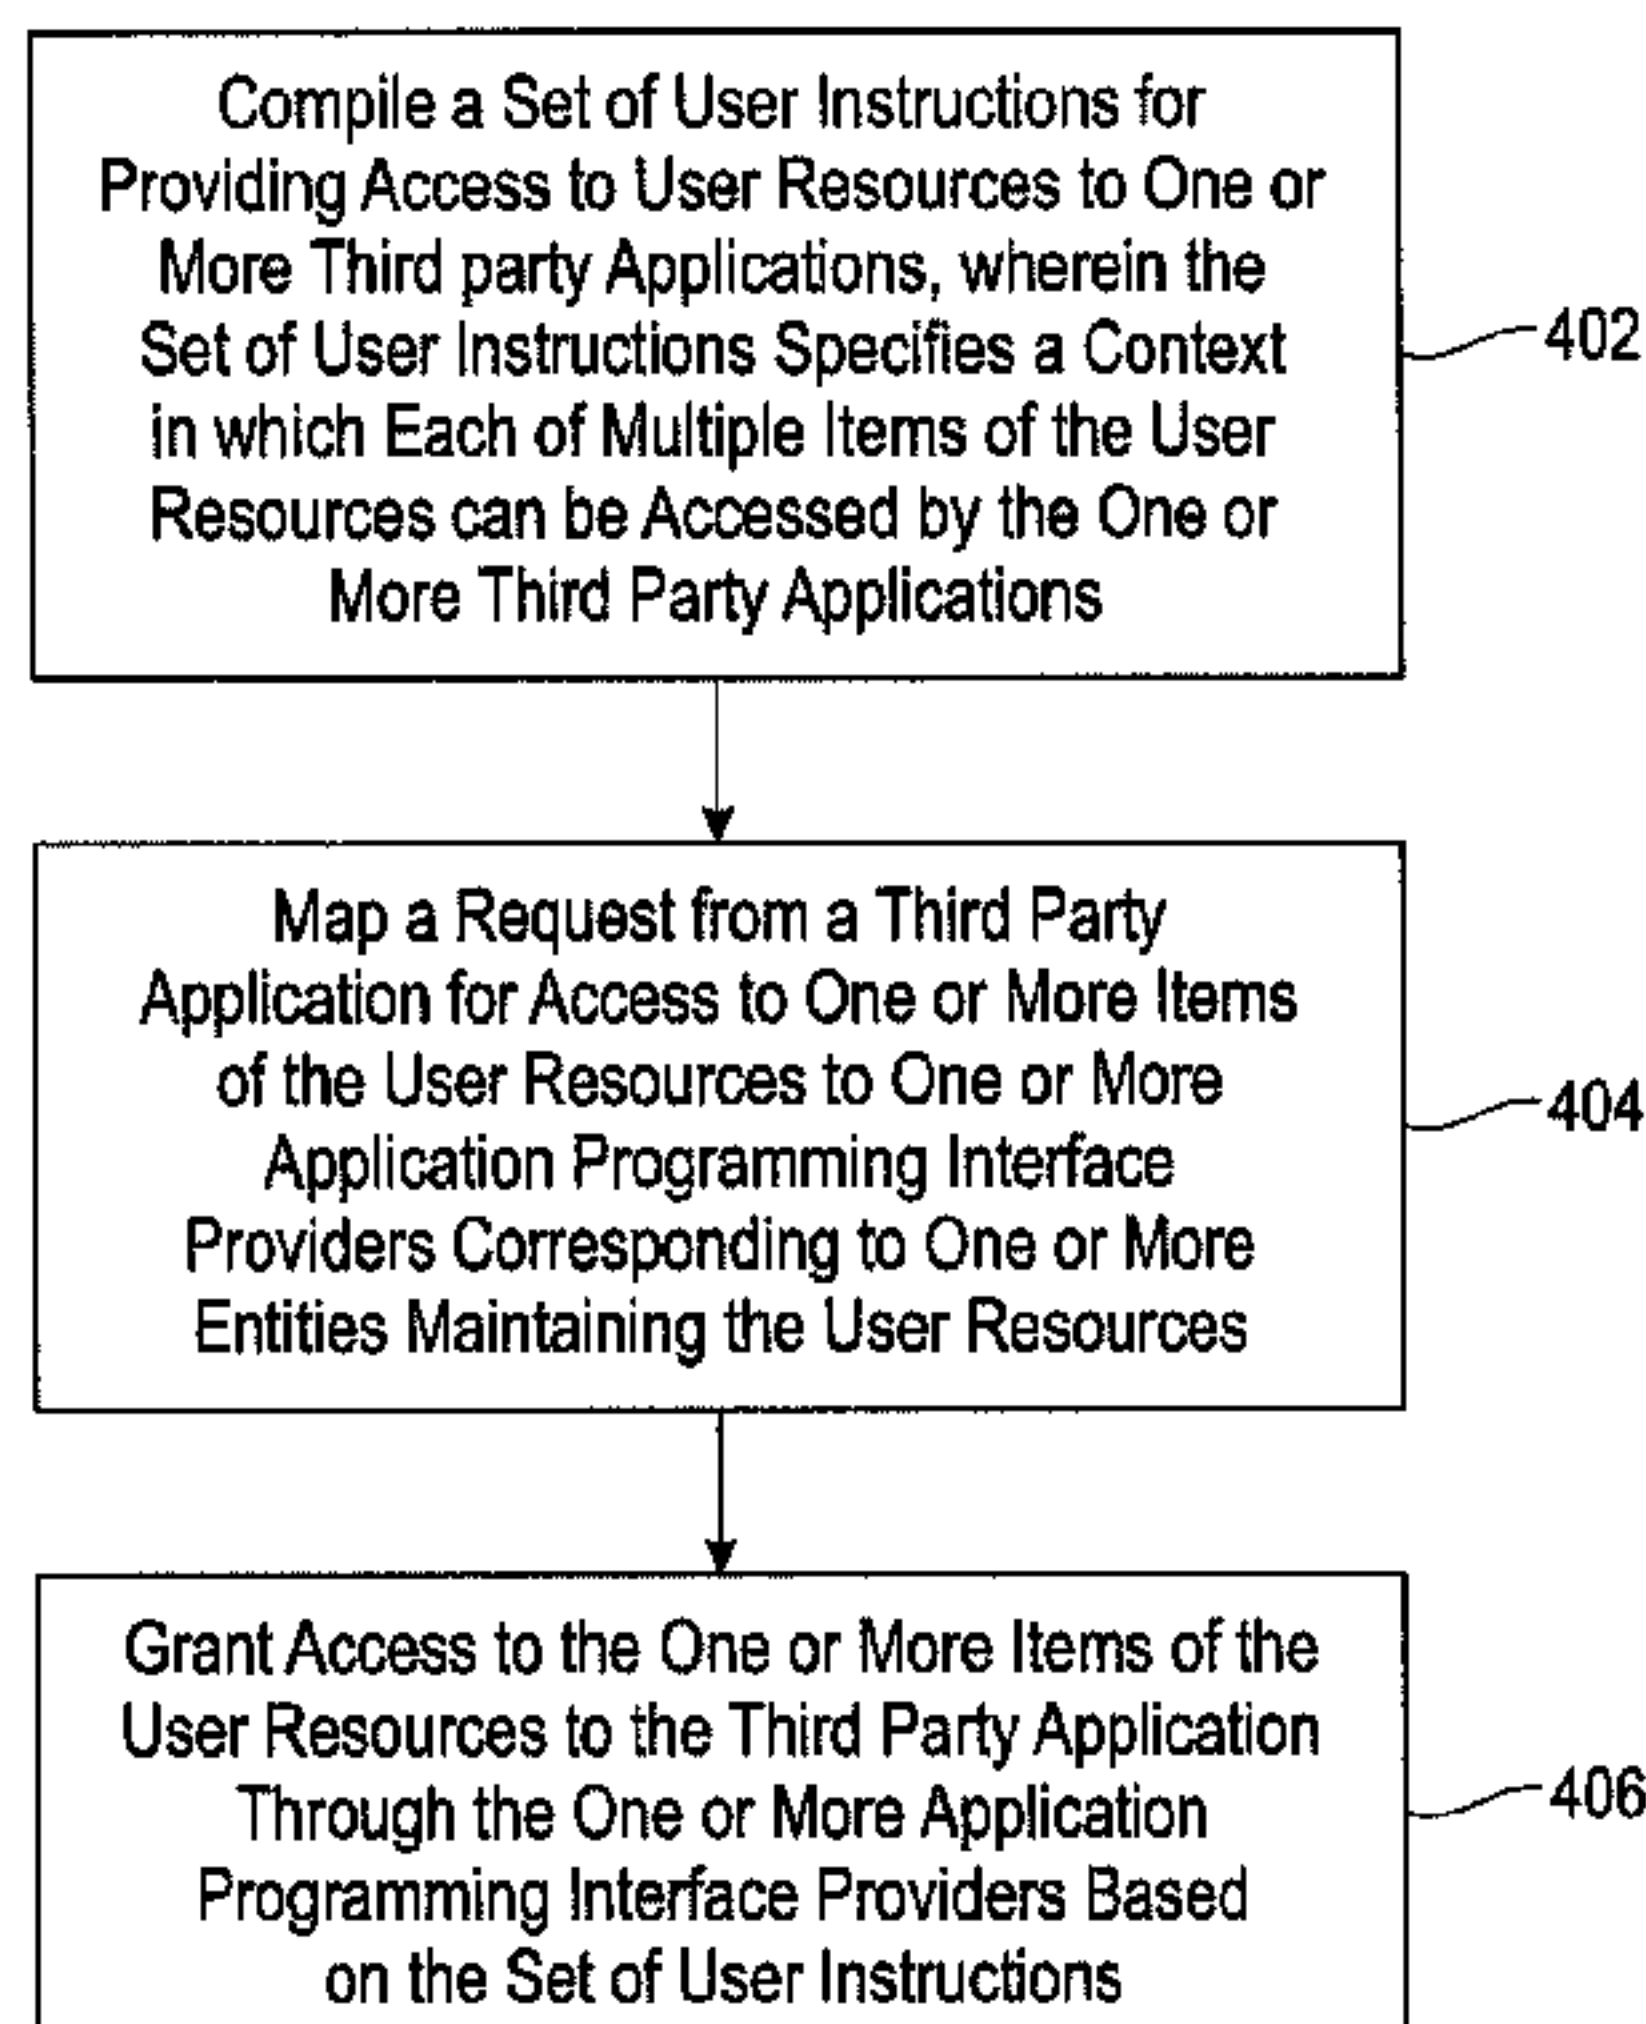 Compile a Set of User Instructions for
Providing Access to User Resources to One or
More Third party Applications, wherein the
Set of User Instructions Specifies a Context
in which Each of Multiple Items of the User
Resources can be Accessed by the One or
More Third Party Applications
402
Map a Request from a Third Party
Application for Access to One or More Items
of the User Resources to One or More
Application Programming Interface
Providers Corresponding to One or More
Entities Maintaining the User Resources
404
Grant Access to the One or More Items of the
User Resources to the Third Party Application
Through the One or More Application
Programming Interface Providers Based
on the Set of User Instructions
406